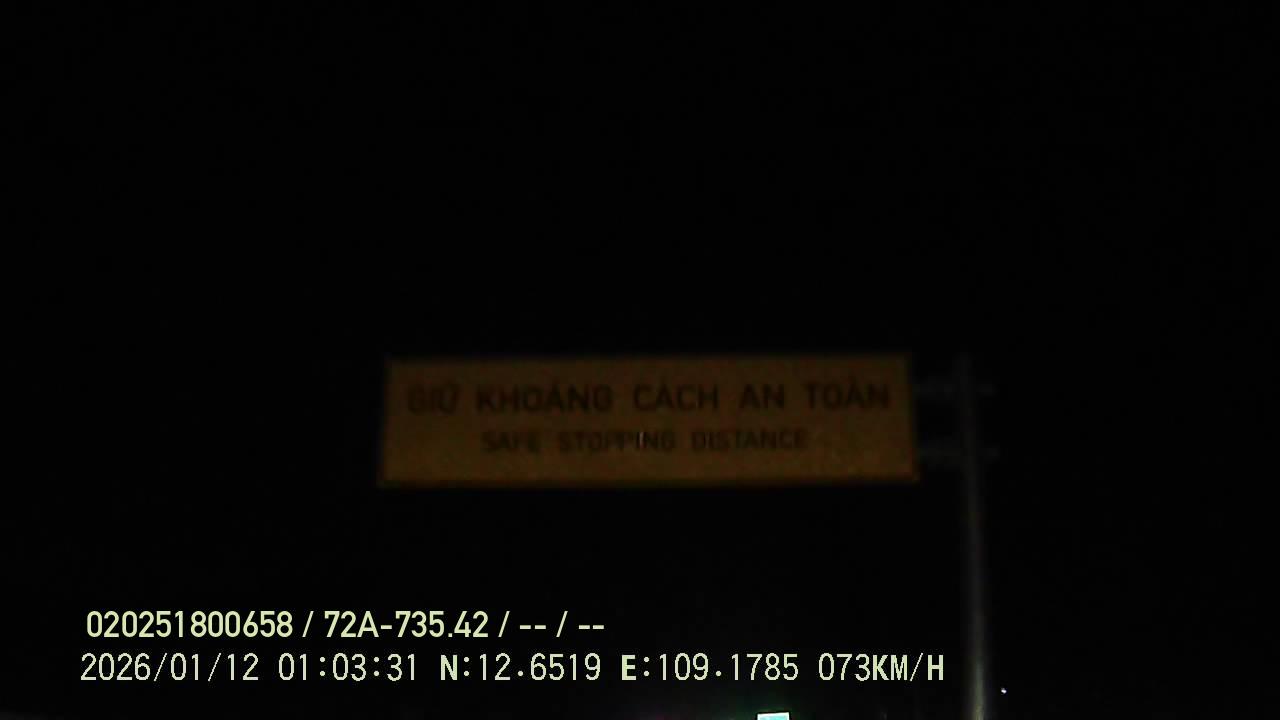 GIỮ KHOẢNG CÁCH AN TOÀN
SAFE STOPPING DISTANCE
020251800658 / 72A-735.42 / -- / --
2026/01/12 01:03:31 N:12.6519 E:109.1785 073KM/H